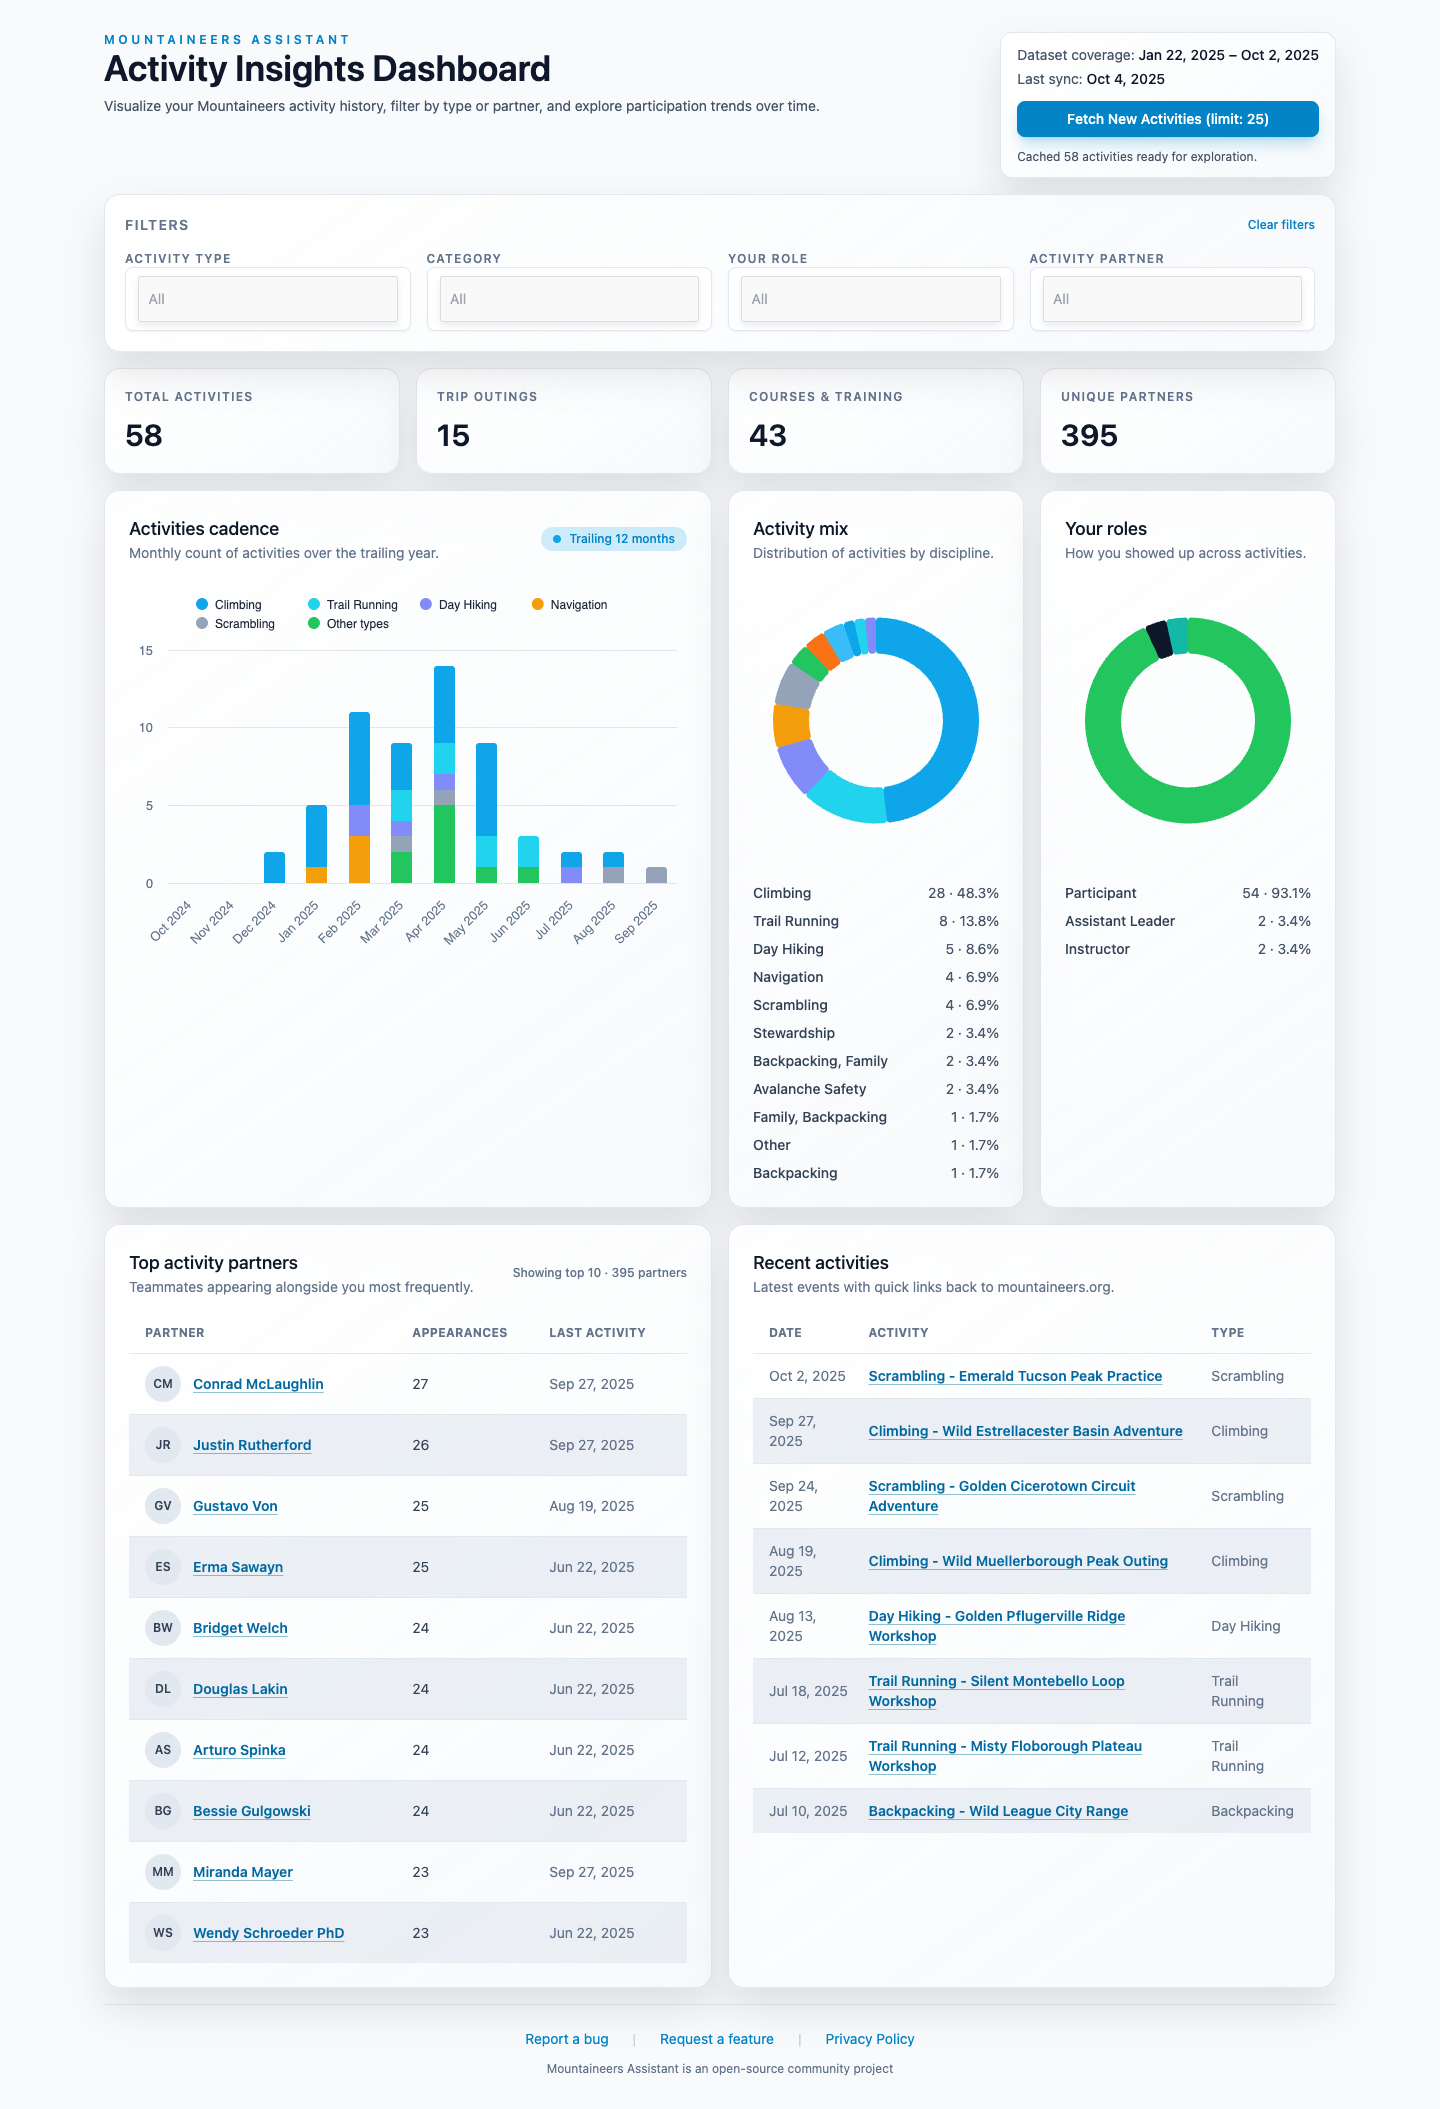 MOUNTAINEERS ASSISTANT
Activity Insights Dashboard
Visualize your Mountaineers activity history, filter by type or partner, and explore participation trends over time.
Dataset coverage: Jan 22, 2025 – Oct 2, 2025
Last sync: Oct 4, 2025
Fetch New Activities (limit: 25)
Cached 58 activities ready for exploration.
FILTERS
Clear filters
ACTIVITY TYPE
CATEGORY
YOUR ROLE
ACTIVITY PARTNER
All
All
All
All
TOTAL ACTIVITIES
58
TRIP OUTINGS
15
COURSES & TRAINING
43
UNIQUE PARTNERS
395
Activities cadence
Monthly count of activities over the trailing year.
Trailing 12 months
Climbing
Trail Running
Day Hiking
Navigation
Scrambling
Other types
15
10
5
0
Oct 2024
Nov 2024
Dec 2024
Jan 2025
Feb 2025
Mar 2025
Apr 2025
May 2025
Jun 2025
Jul 2025
Aug 2025
Sep 2025
Activity mix
Distribution of activities by discipline.
Climbing 28 · 48.3%
Trail Running 8 · 13.8%
Day Hiking 5 · 8.6%
Navigation 4 · 6.9%
Scrambling 4 · 6.9%
Stewardship 2 · 3.4%
Backpacking, Family 2 · 3.4%
Avalanche Safety 2 · 3.4%
Family, Backpacking 1 · 1.7%
Other 1 · 1.7%
Backpacking 1 · 1.7%
Your roles
How you showed up across activities.
Participant 54 · 93.1%
Assistant Leader 2 · 3.4%
Instructor 2 · 3.4%
Top activity partners
Teammates appearing alongside you most frequently.
Showing top 10 · 395 partners
PARTNER APPEARANCES LAST ACTIVITY
CM Conrad McLaughlin 27 Sep 27, 2025
JR Justin Rutherford 26 Sep 27, 2025
GV Gustavo Von 25 Aug 19, 2025
ES Erma Sawayn 25 Jun 22, 2025
BW Bridget Welch 24 Jun 22, 2025
DL Douglas Lakin 24 Jun 22, 2025
AS Arturo Spinka 24 Jun 22, 2025
BG Bessie Gulgowski 24 Jun 22, 2025
MM Miranda Mayer 23 Sep 27, 2025
WS Wendy Schroeder PhD 23 Jun 22, 2025
Recent activities
Latest events with quick links back to mountaineers.org.
DATE ACTIVITY TYPE
Oct 2, 2025 Scrambling - Emerald Tucson Peak Practice Scrambling
Sep 27,
2025
Climbing - Wild Estrellacester Basin Adventure
Climbing
Sep 24,
2025
Scrambling - Golden Cicerotown Circuit
Adventure
Scrambling
Aug 19,
2025
Climbing - Wild Muellerborough Peak Outing
Climbing
Aug 13,
2025
Day Hiking - Golden Pflugerville Ridge
Workshop
Day Hiking
Jul 18, 2025
Trail Running - Silent Montebello Loop
Workshop
Trail
Running
Jul 12, 2025
Trail Running - Misty Floborough Plateau
Workshop
Trail
Running
Jul 10, 2025 Backpacking - Wild League City Range Backpacking
Report a bug | Request a feature | Privacy Policy
Mountaineers Assistant is an open-source community project